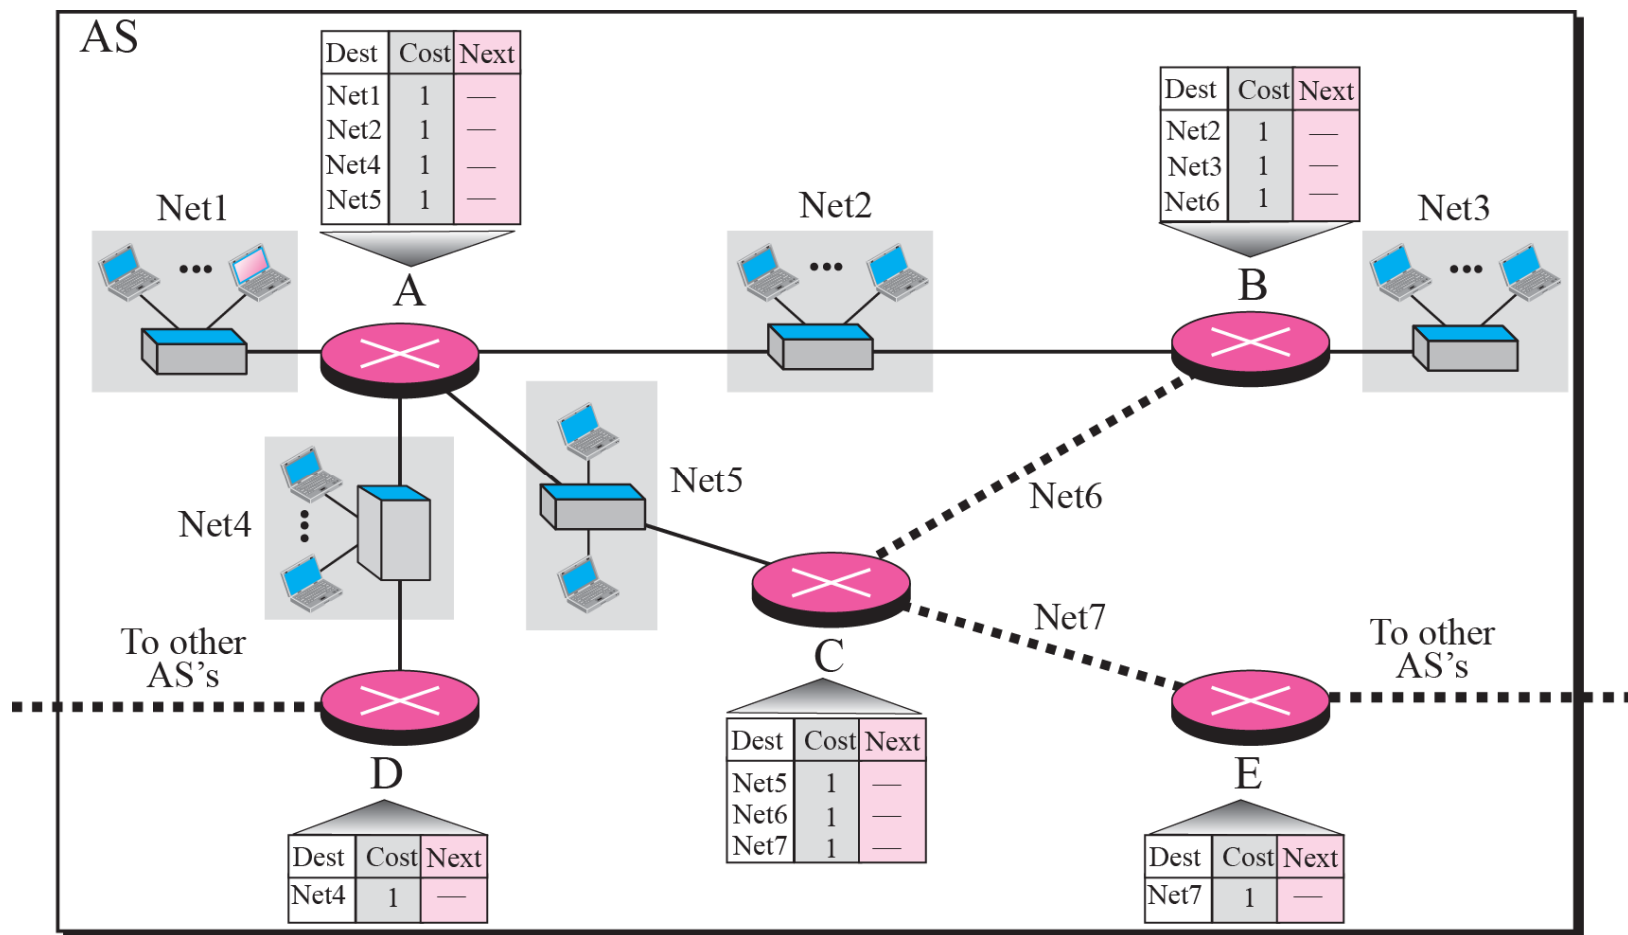 AS
Dest Cost Next
Net1 1 —
Net2 1 —
Net4 1 —
Net5 1 —
Dest Cost Next
Net2 1 —
Net3 1 —
Net6 1 —
Net1
Net2
Net3
A
B
Net5
Net4
Net6
Net7
To other
AS's
To other
AS's
C
D
E
Dest Cost Next
Net5 1 —
Net6 1 —
Net7 1 —
Dest Cost Next
Net4 1 —
Dest Cost Next
Net7 1 —